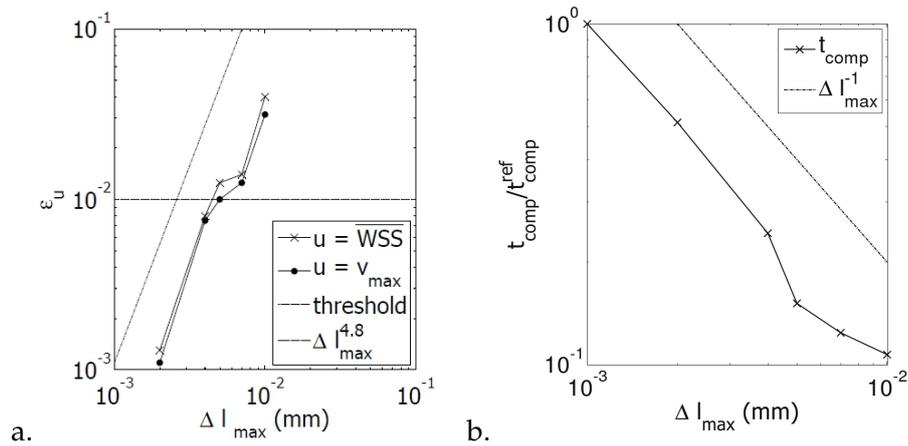 10^-1
10^-2
10^-3
ε_u
10^-3
10^-2
10^-1
Δ l_max (mm)
u = WSS
u = v_max
threshold
Δ l_max^4.8
a.
10^0
10^-1
t_comp/t_comp^ref
10^-3
10^-2
Δ l_max (mm)
t_comp
Δ l_max^-1
b.